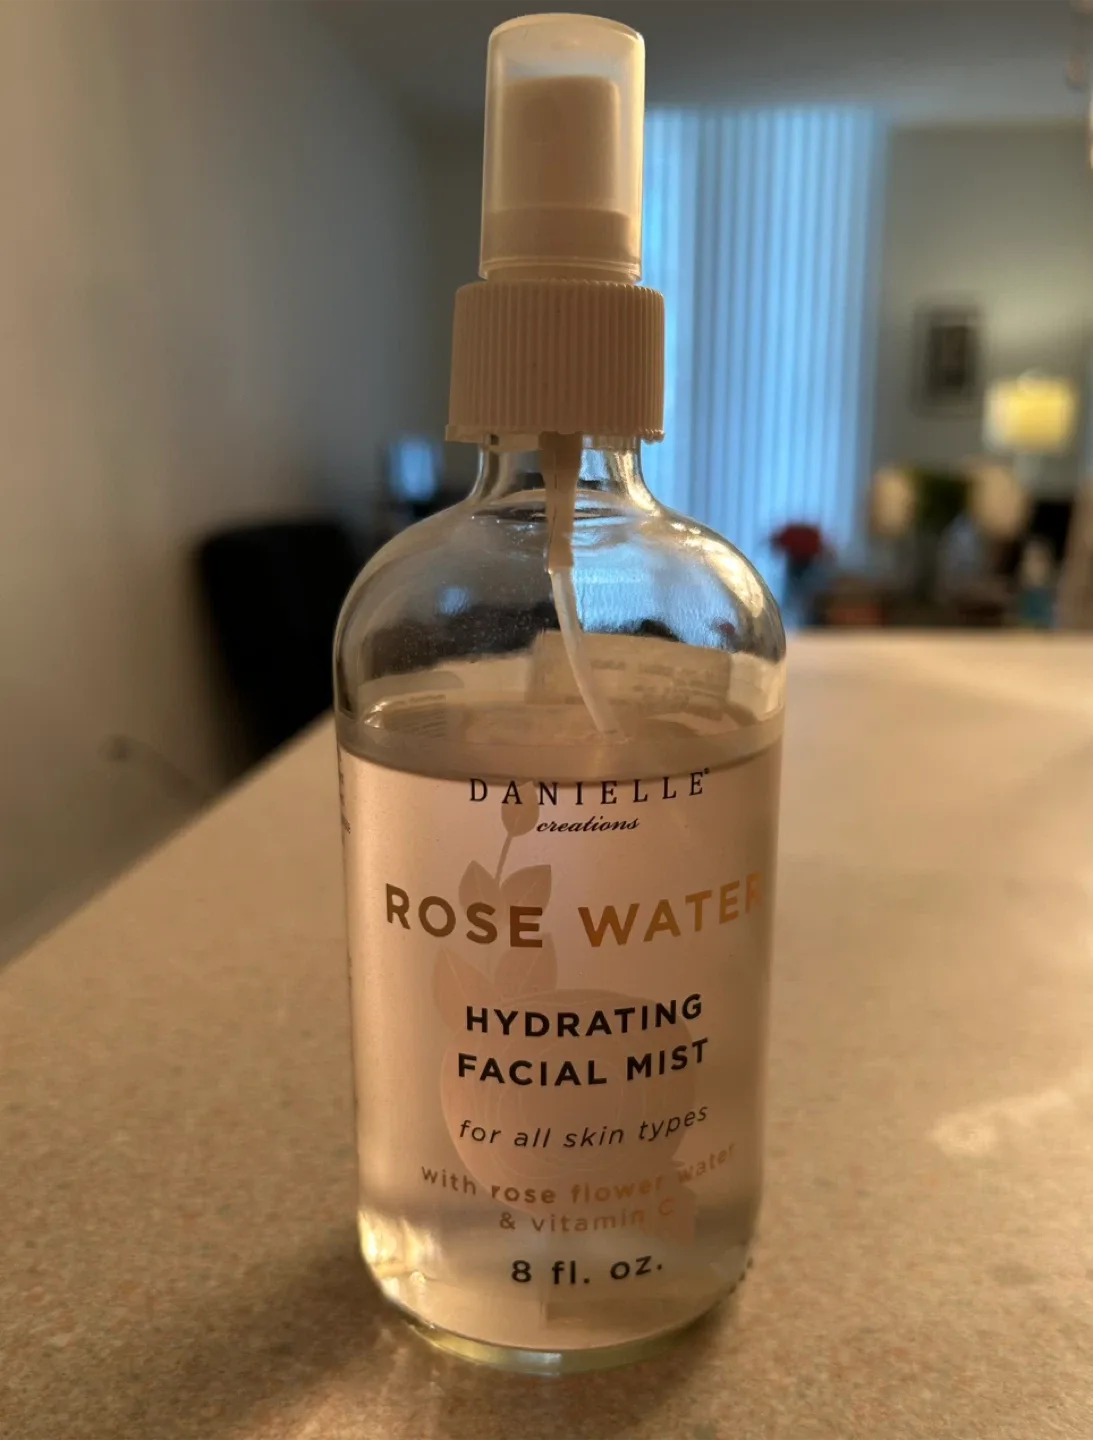 DANIELLE®
creations
ROSE WATER
HYDRATING
FACIAL MIST
for all skin types
with rose flower water
& vitamin C
8 fl. oz.